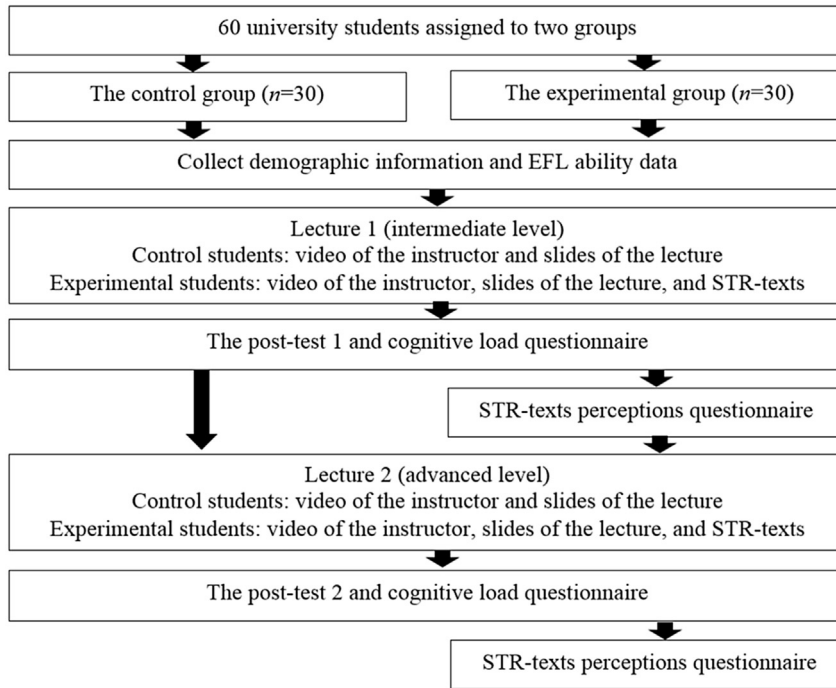 60 university students assigned to two groups
The control group (n=30)
The experimental group (n=30)
Collect demographic information and EFL ability data
Lecture 1 (intermediate level)
Control students: video of the instructor and slides of the lecture
Experimental students: video of the instructor, slides of the lecture, and STR-texts
The post-test 1 and cognitive load questionnaire
STR-texts perceptions questionnaire
Lecture 2 (advanced level)
Control students: video of the instructor and slides of the lecture
Experimental students: video of the instructor, slides of the lecture, and STR-texts
The post-test 2 and cognitive load questionnaire
STR-texts perceptions questionnaire